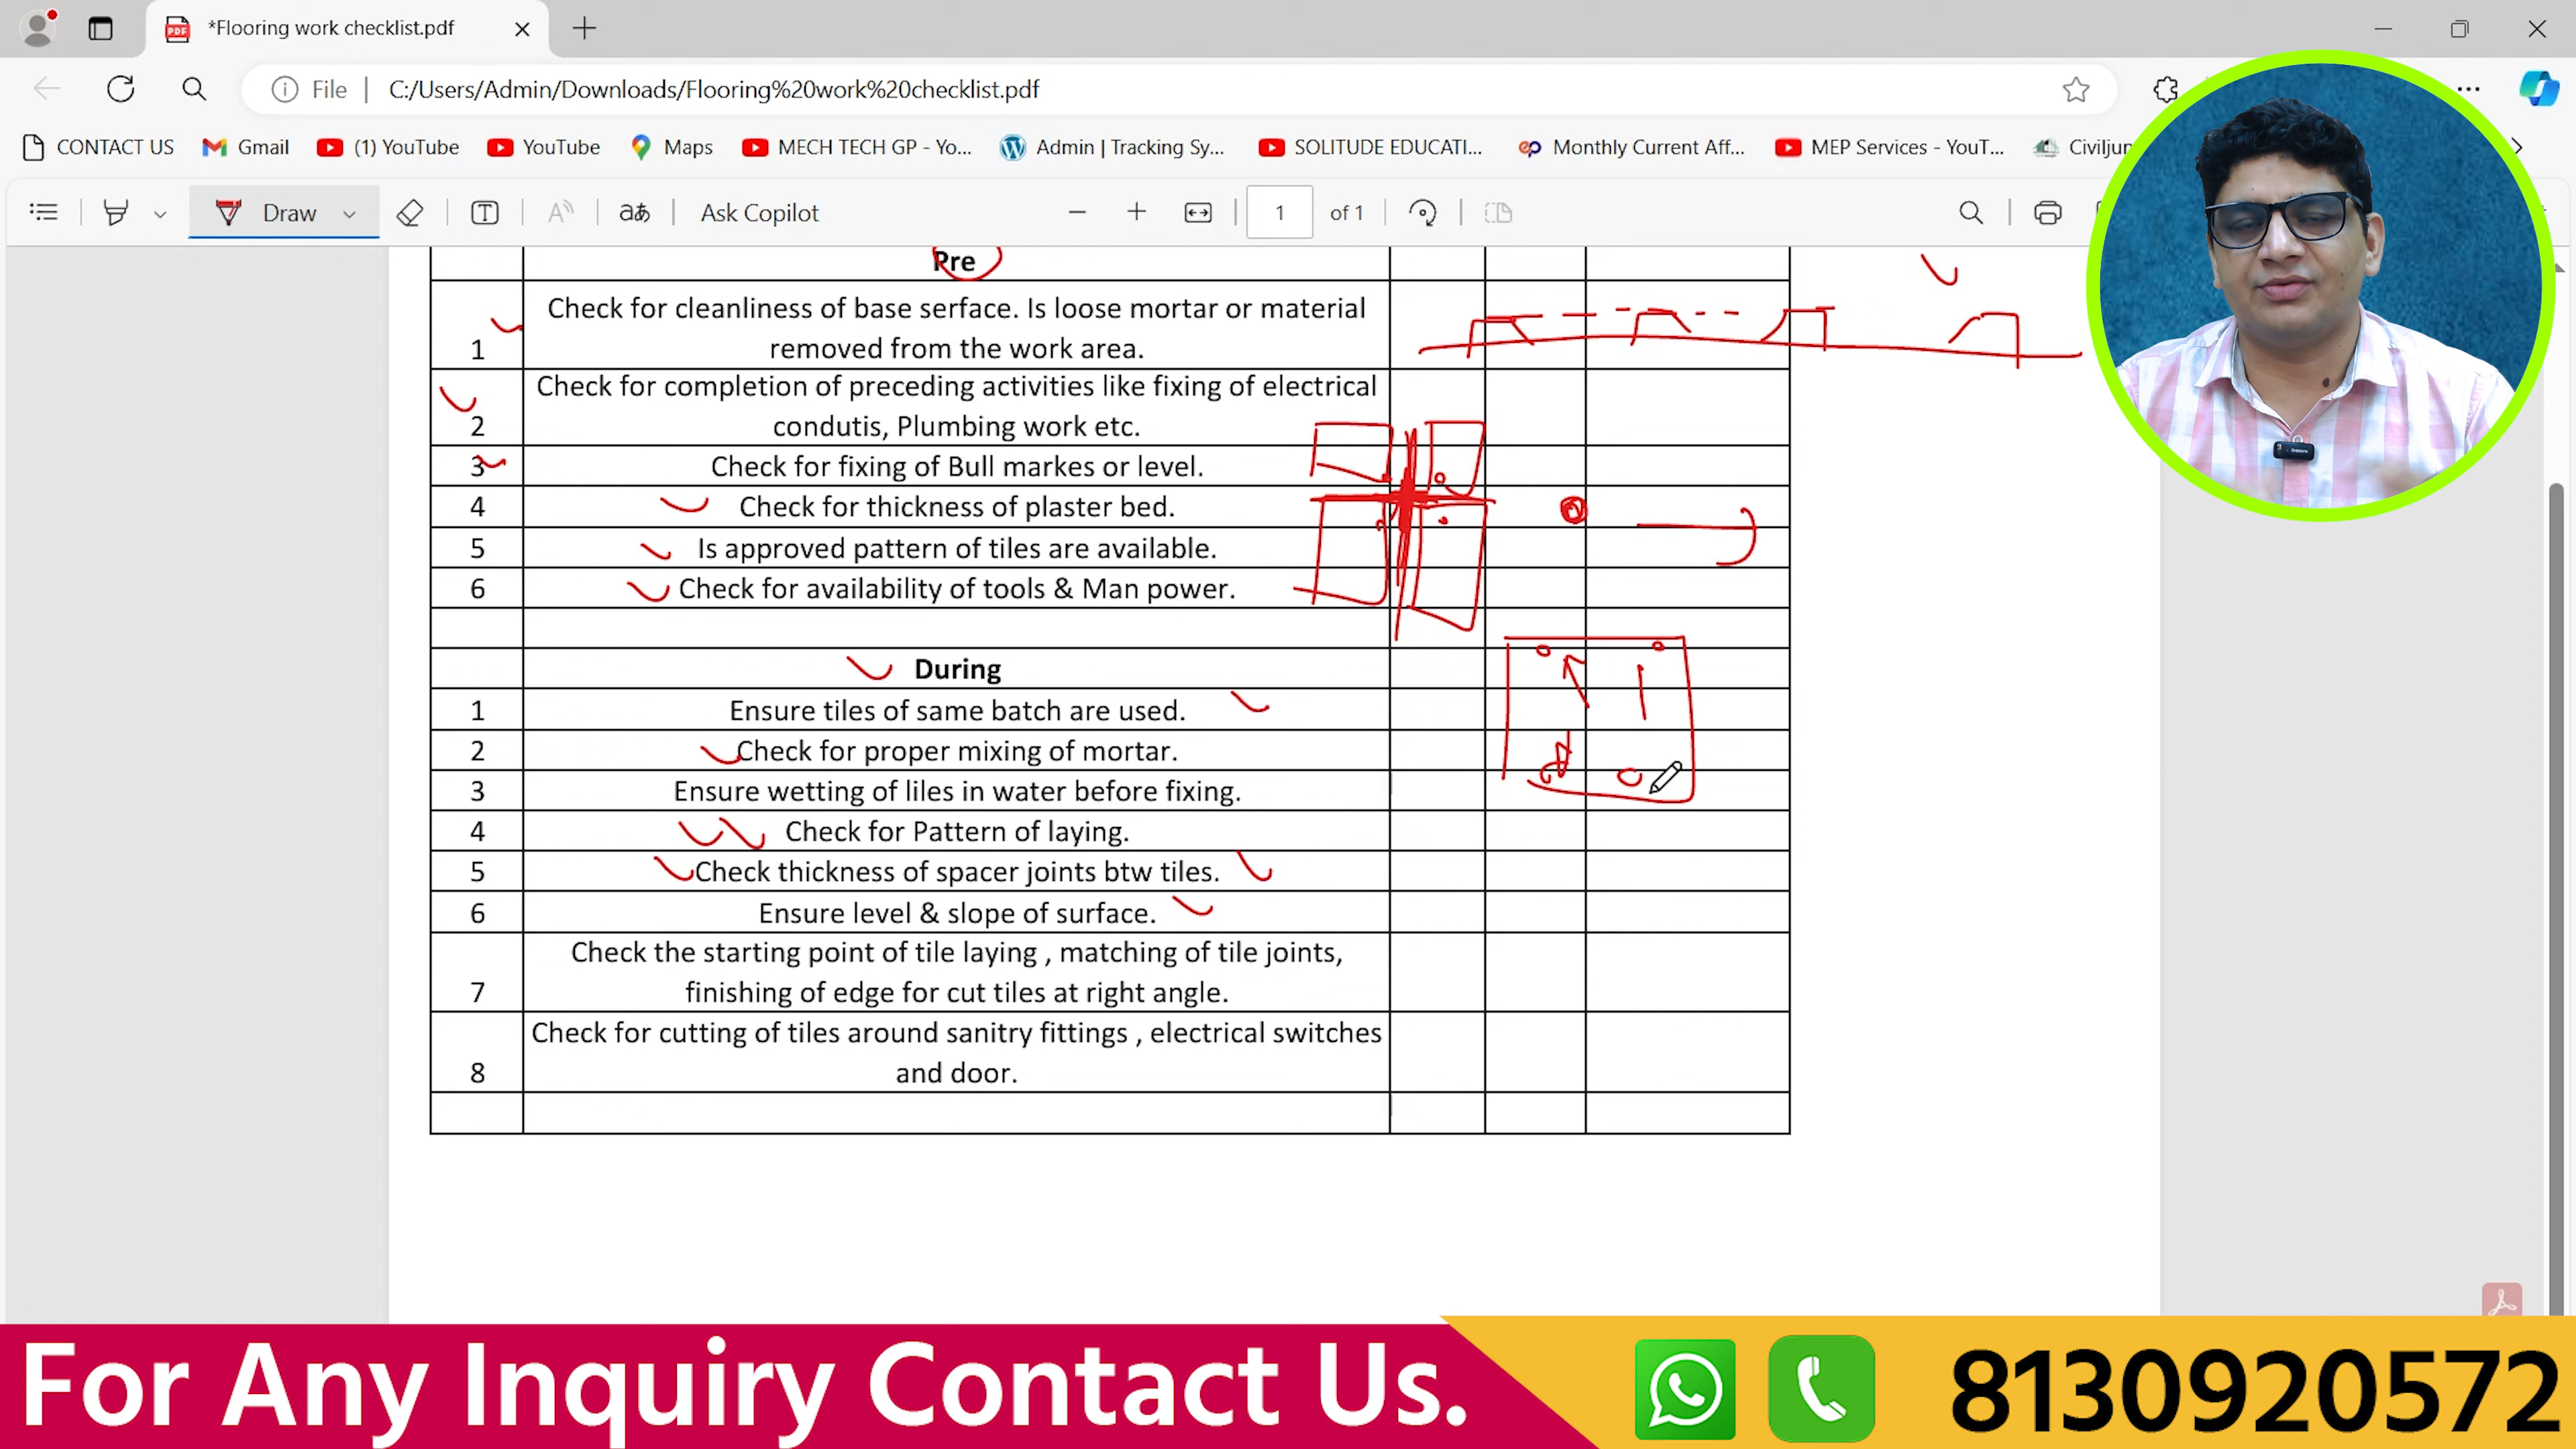 *Flooring work checklist.pdf
File C:/Users/Admin/Downloads/Flooring%20work%20checklist.pdf
CONTACT US Gmail (1) YouTube YouTube Maps MECH TECH GP - Yo... Admin | Tracking Sy... SOLITUDE EDUCATI... Monthly Current Aff... MEP Services - YouT... Civiljun
Draw Ask Copilot 1 of 1
Pre
1 Check for cleanliness of base serface. Is loose mortar or material
removed from the work area.
2 Check for completion of preceding activities like fixing of electrical
condutis, Plumbing work etc.
3 Check for fixing of Bull markes or level.
4 Check for thickness of plaster bed.
5 Is approved pattern of tiles are available.
6 Check for availability of tools & Man power.
During
1 Ensure tiles of same batch are used.
2 Check for proper mixing of mortar.
3 Ensure wetting of liles in water before fixing.
4 Check for Pattern of laying.
5 Check thickness of spacer joints btw tiles.
6 Ensure level & slope of surface.
7 Check the starting point of tile laying , matching of tile joints,
finishing of edge for cut tiles at right angle.
8 Check for cutting of tiles around sanitry fittings , electrical switches
and door.
For Any Inquiry Contact Us. 8130920572